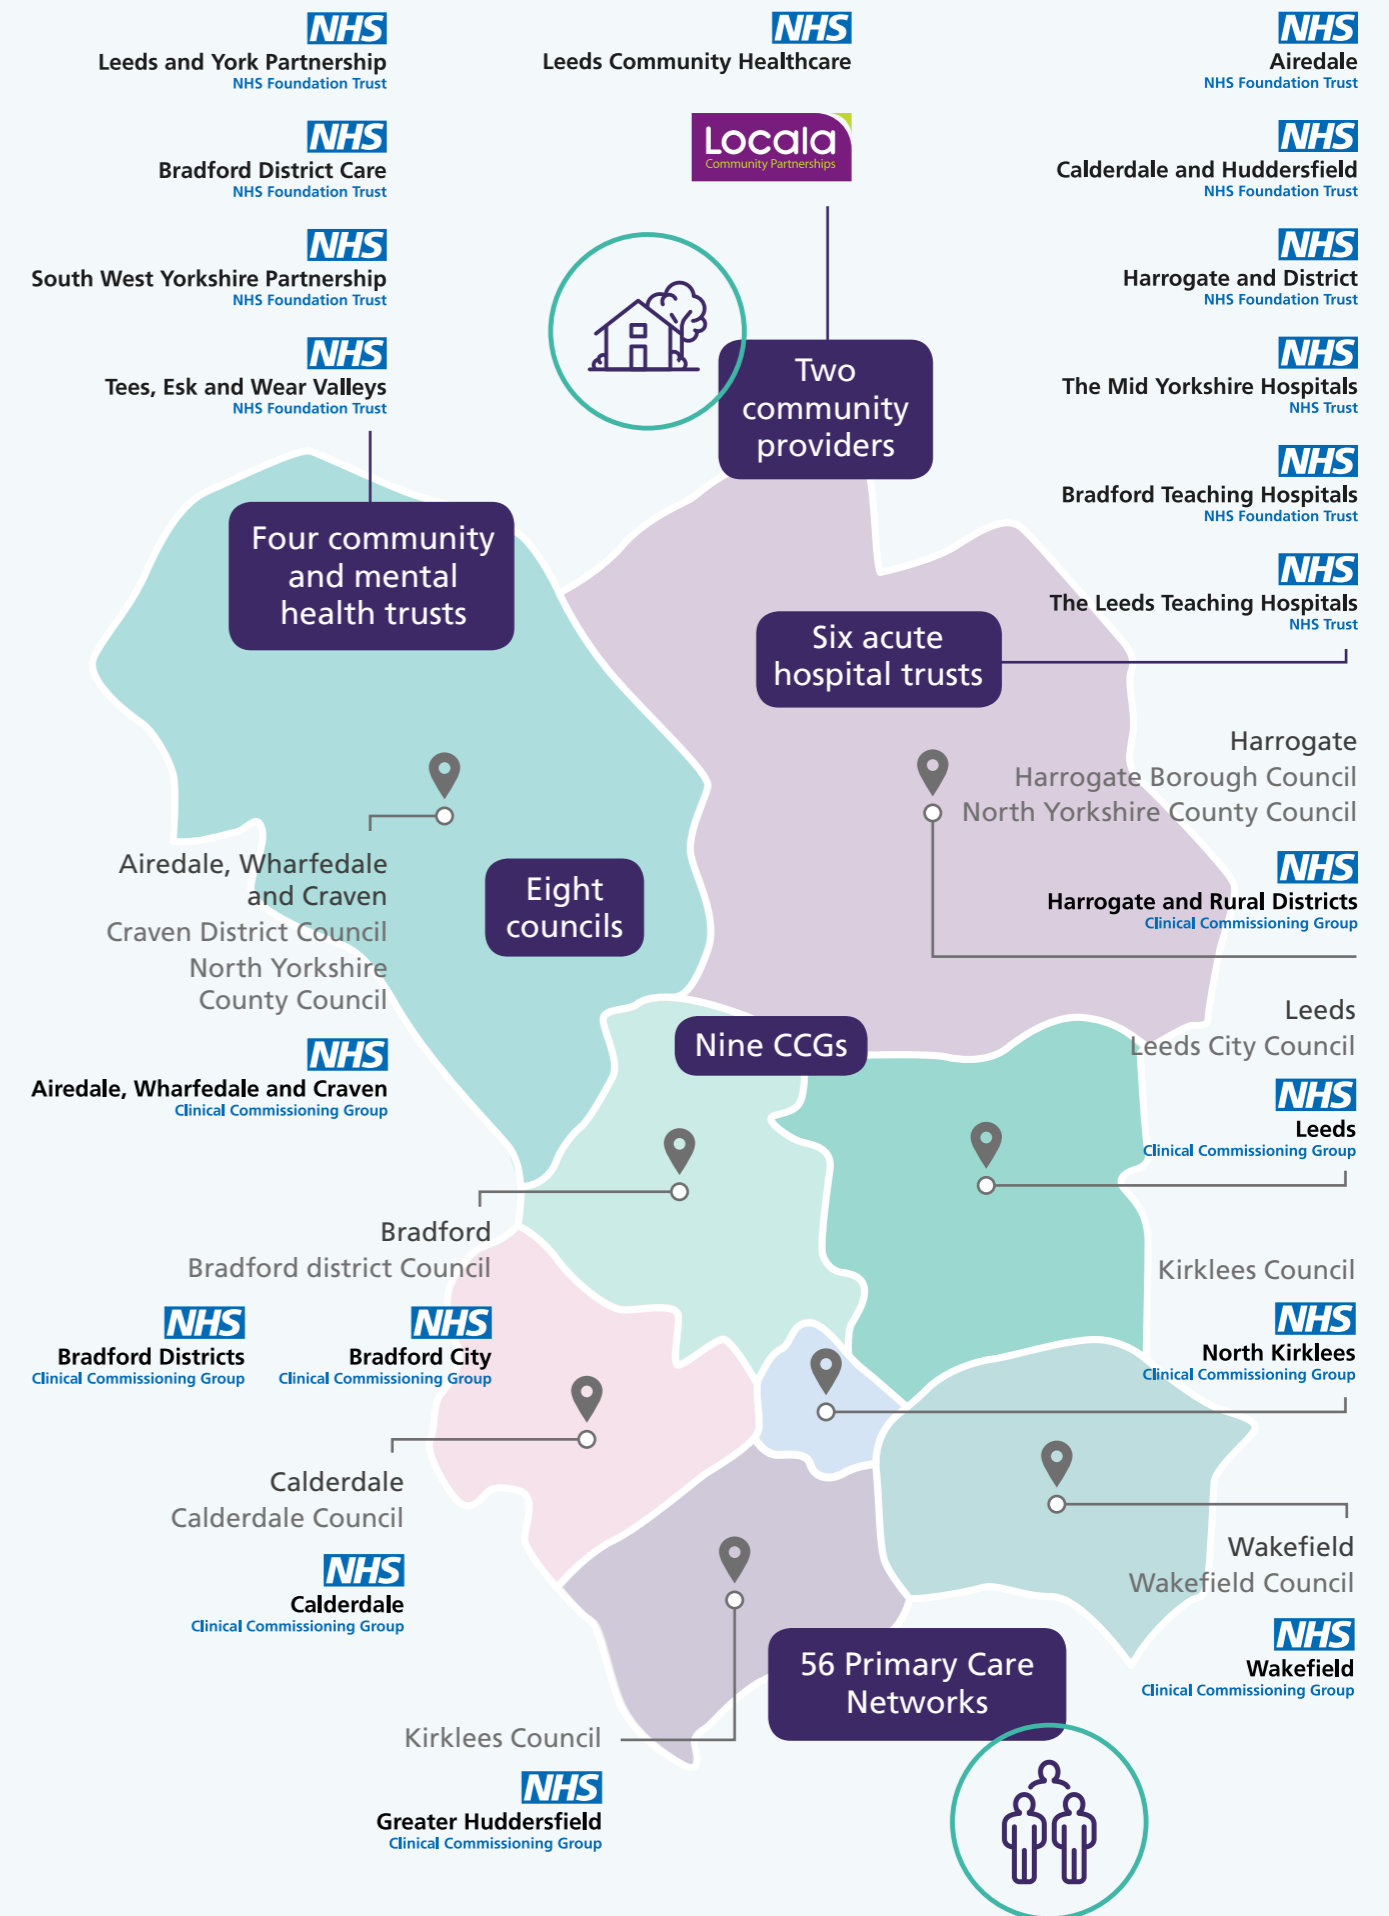 NHS
Leeds and York Partnership
NHS Foundation Trust
NHS
Bradford District Care
NHS Foundation Trust
NHS
South West Yorkshire Partnership
NHS Foundation Trust
NHS
Tees, Esk and Wear Valleys
NHS Foundation Trust
Four community
and mental
health trusts
NHS
Leeds Community Healthcare
Locala
Community Partnerships
Two
community
providers
NHS
Airedale
NHS Foundation Trust
NHS
Calderdale and Huddersfield
NHS Foundation Trust
NHS
Harrogate and District
NHS Foundation Trust
NHS
The Mid Yorkshire Hospitals
NHS Trust
NHS
Bradford Teaching Hospitals
NHS Foundation Trust
NHS
The Leeds Teaching Hospitals
NHS Trust
Six acute
hospital trusts
Harrogate
Harrogate Borough Council
North Yorkshire County Council
NHS
Harrogate and Rural Districts
Clinical Commissioning Group
Airedale, Wharfedale
and Craven
Craven District Council
North Yorkshire
County Council
NHS
Airedale, Wharfedale and Craven
Clinical Commissioning Group
Eight
councils
Nine CCGs
Leeds
Leeds City Council
NHS
Leeds
Clinical Commissioning Group
Bradford
Bradford district Council
NHS
Bradford Districts
Clinical Commissioning Group
NHS
Bradford City
Clinical Commissioning Group
Kirklees Council
NHS
North Kirklees
Clinical Commissioning Group
Calderdale
Calderdale Council
NHS
Calderdale
Clinical Commissioning Group
Wakefield
Wakefield Council
NHS
Wakefield
Clinical Commissioning Group
56 Primary Care
Networks
Kirklees Council
NHS
Greater Huddersfield
Clinical Commissioning Group